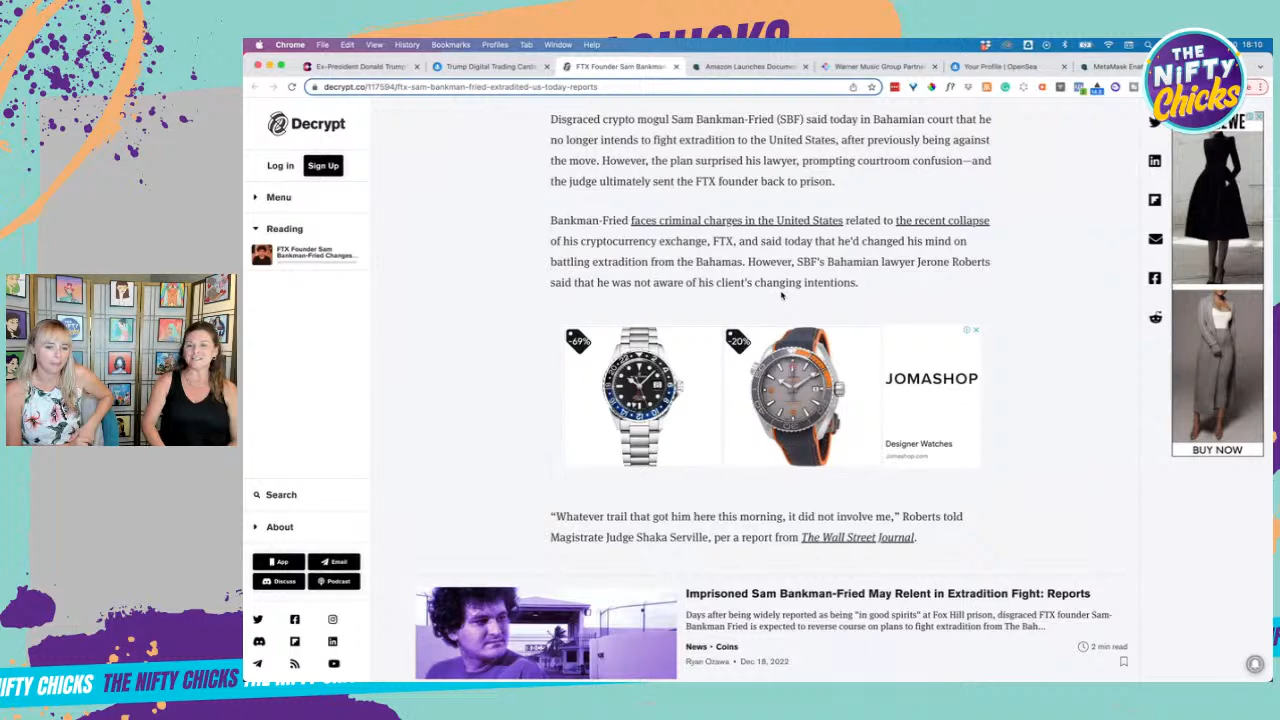 THE NiFTY Chicks
Chrome File Edit View History Bookmarks Profiles Tab Window Help 18:10
Ex-President Donald Trump'
Trump Digital Trading Cards
FTX Founder Sam Bankman
Amazon Launches Docum
Warner Music Group Partn
Your Profile | OpenSea
MetaMask Enab
decrypt.co/117594/ftx-sam-bankman-fried-extradited-us-today-reports
Decrypt
Log in
Sign Up
Menu
Reading
FTX Founder Sam
Bankman-Fried Changes...
Disgraced crypto mogul Sam Bankman-Fried (SBF) said today in Bahamian court that he
no longer intends to fight extradition to the United States, after previously being against
the move. However, the plan surprised his lawyer, prompting courtroom confusion—and
the judge ultimately sent the FTX founder back to prison.
Bankman-Fried faces criminal charges in the United States related to the recent collapse
of his cryptocurrency exchange, FTX, and said today that he'd changed his mind on
battling extradition from the Bahamas. However, SBF's Bahamian lawyer Jerone Roberts
said that he was not aware of his client's changing intentions.
-69%
-20%
JOMASHOP
Designer Watches
Jomashop.com
BUY NOW
Search
About
App
Email
Discuss
Podcast
“Whatever trail that got him here this morning, it did not involve me,” Roberts told
Magistrate Judge Shaka Serville, per a report from The Wall Street Journal.
Imprisoned Sam Bankman-Fried May Relent in Extradition Fight: Reports
Days after being widely reported as being "in good spirits" at Fox Hill prison, disgraced FTX founder Sam-
Bankman Fried is expected to reverse course on plans to fight extradition from The Bah...
News • Coins
2 min read
Ryan Ozawa • Dec 18, 2022
NIFTY CHICKS THE NIFTY CHICKS